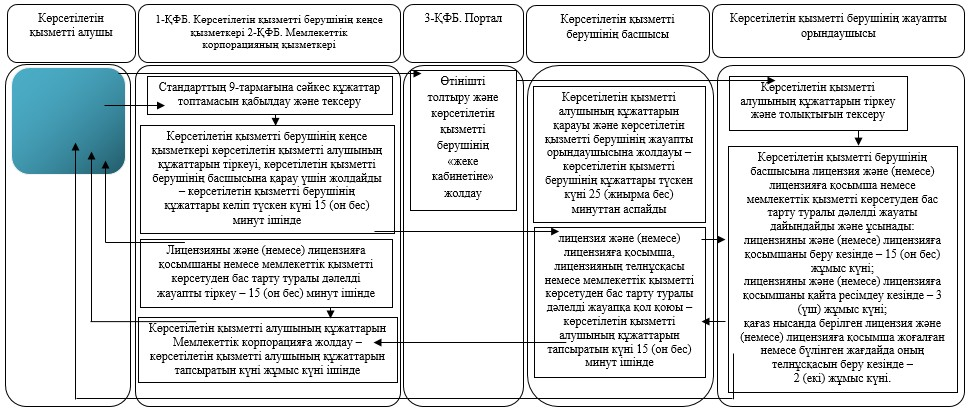 Көрсетілетін
қызметті алушы
1-ҚФБ. Көрсетілетін қызметті берушінің кеңсе
қызметкері 2-ҚФБ. Мемлекеттік
корпорацияның қызметкері
3-ҚФБ. Портал
Көрсетілетін қызметті
берушінің басшысы
Көрсетілетін қызметті берушінің жауапты
орындаушысы
Стандарттың 9-тармағына сәйкес құжаттар
топтамасын қабылдау және тексеру
Көрсетілетін қызметті берушінің кеңсе
қызметкері көрсетілетін қызметті алушының
құжаттарын тіркеуі, көрсетілетін қызметті
берушінің басшысына қарау үшін жолдайды
– көрсетілетін қызметті берушінің
құжаттары келіп түскен күні 15 (он бес)
минут ішінде
Лицензияны және (немесе) лицензияға
қосымшаны немесе мемлекеттік қызметті
көрсетуден бас тарту туралы дәлелді
жауапты тіркеу – 15 (он бес) минут ішінде
Көрсетілетін қызметті алушының құжаттарын
Мемлекеттік корпорацияға жолдау –
көрсетілетін қызметті алушының құжаттарын
тапсыратын күні жұмыс күні ішінде
Өтінішті
толтыру және
көрсетілетін
қызметті
берушінің
«жеке
кабинетіне»
жолдау
Көрсетілетін қызметті
алушының құжаттарын
қарауы және көрсетілетін
қызметті берушінің жауапты
орындаушысына жолдауы –
көрсетілетін қызметті
берушінің құжаттары түскен
күні 25 (жиырма бес)
минуттан аспайды
лицензия және (немесе)
лицензияға қосымша,
лицензияның телнұсқасы
немесе мемлекеттік қызметті
көрсетуден бас тарту туралы
дәлелді жауапқа қол қоюы –
көрсетілетін қызметті
алушының құжаттарын
тапсыратын күні 15 (он бес)
минут ішінде
Көрсетілетін қызметті
алушының құжаттарын тіркеу
және толықтығын тексеру
Көрсетілетін қызметті берушінің
басшысына лицензия және (немесе)
лицензияға қосымша немесе
мемлекеттік қызметті көрсетуден бас
тарту туралы дәлелді жауаты
дайындайды және ұсынады:
лицензияны және (немесе) лицензияға
қосымшаны беру кезінде – 15 (он бес)
жұмыс күні;
лицензияны және (немесе) лицензияға
қосымшаны қайта ресімдеу кезінде – 3
(үш) жұмыс күні;
қағаз нысанда берілген лицензия және
(немесе) лицензияға қосымша жоғалған
немесе бүлінген жағдайда оның
телнұсқасын беру кезінде –
2 (екі) жұмыс күні.